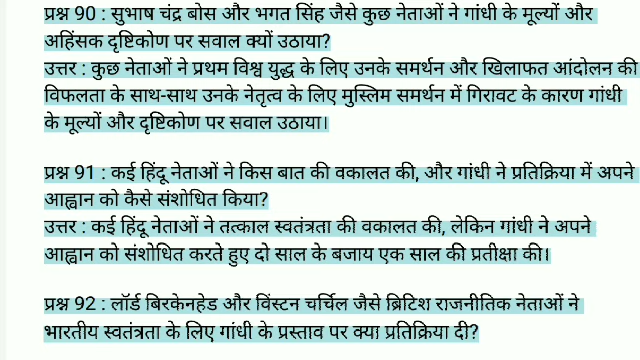 प्रश्न 90 : सुभाष चंद्र बोस और भगत सिंह जैसे कुछ नेताओं ने गांधी के मूल्यों और
अहिंसक दृष्टिकोण पर सवाल क्यों उठाया?
उत्तर : कुछ नेताओं ने प्रथम विश्व युद्ध के लिए उनके समर्थन और खिलाफत आंदोलन की
विफलता के साथ-साथ उनके नेतृत्व के लिए मुस्लिम समर्थन में गिरावट के कारण गांधी
के मूल्यों और दृष्टिकोण पर सवाल उठाया।
प्रश्न 91 : कई हिंदू नेताओं ने किस बात की वकालत की, और गांधी ने प्रतिक्रिया में अपने
आह्वान को कैसे संशोधित किया?
उत्तर : कई हिंदू नेताओं ने तत्काल स्वतंत्रता की वकालत की, लेकिन गांधी ने अपने
आह्वान को संशोधित करते हुए दो साल के बजाय एक साल की प्रतीक्षा की।
प्रश्न 92 : लॉर्ड बिरकेनहेड और विंस्टन चर्चिल जैसे ब्रिटिश राजनीतिक नेताओं ने
भारतीय स्वतंत्रता के लिए गांधी के प्रस्ताव पर क्या प्रतिक्रिया दी?